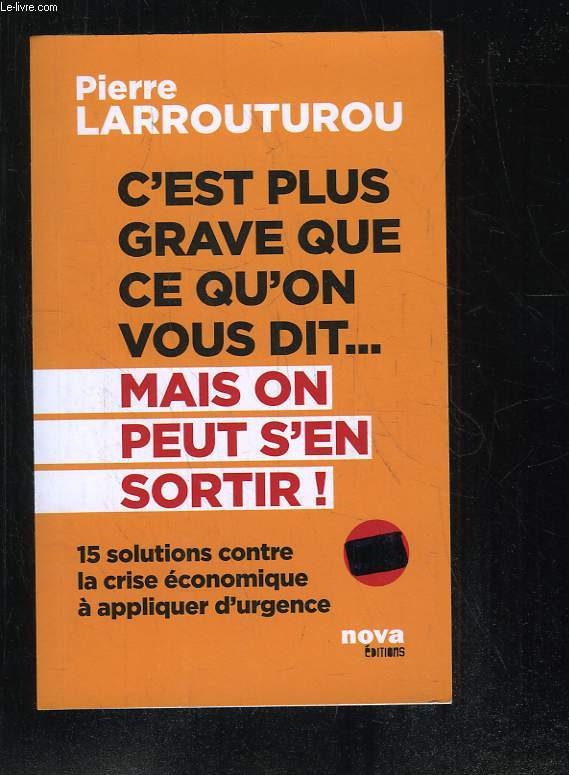 Le-livre.com
Pierre
LARROUTUROU
C'EST PLUS
GRAVE QUE
CE QU'ON
VOUS DIT...
MAIS ON
PEUT S'EN
SORTIR !
15 solutions contre
la crise économique
à appliquer d'urgence
nova
ÉDITIONS